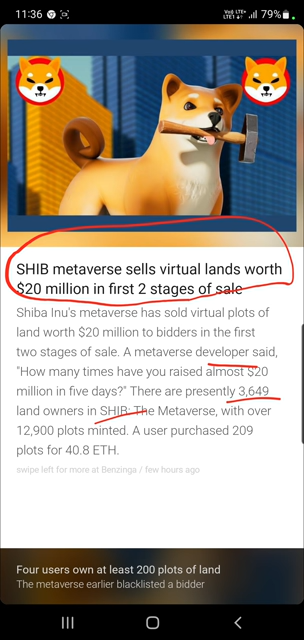 11:36
Vo) LTE+
LTE1
79%
SHIB metaverse sells virtual lands worth
$20 million in first 2 stages of sale
Shiba Inu's metaverse has sold virtual plots of
land worth $20 million to bidders in the first
two stages of sale. A metaverse developer said,
"How many times have you raised almost $20
million in five days?" There are presently 3,649
land owners in SHIB: The Metaverse, with over
12,900 plots minted. A user purchased 209
plots for 40.8 ETH.
swipe left for more at Benzinga / few hours ago
Four users own at least 200 plots of land
The metaverse earlier blacklisted a bidder